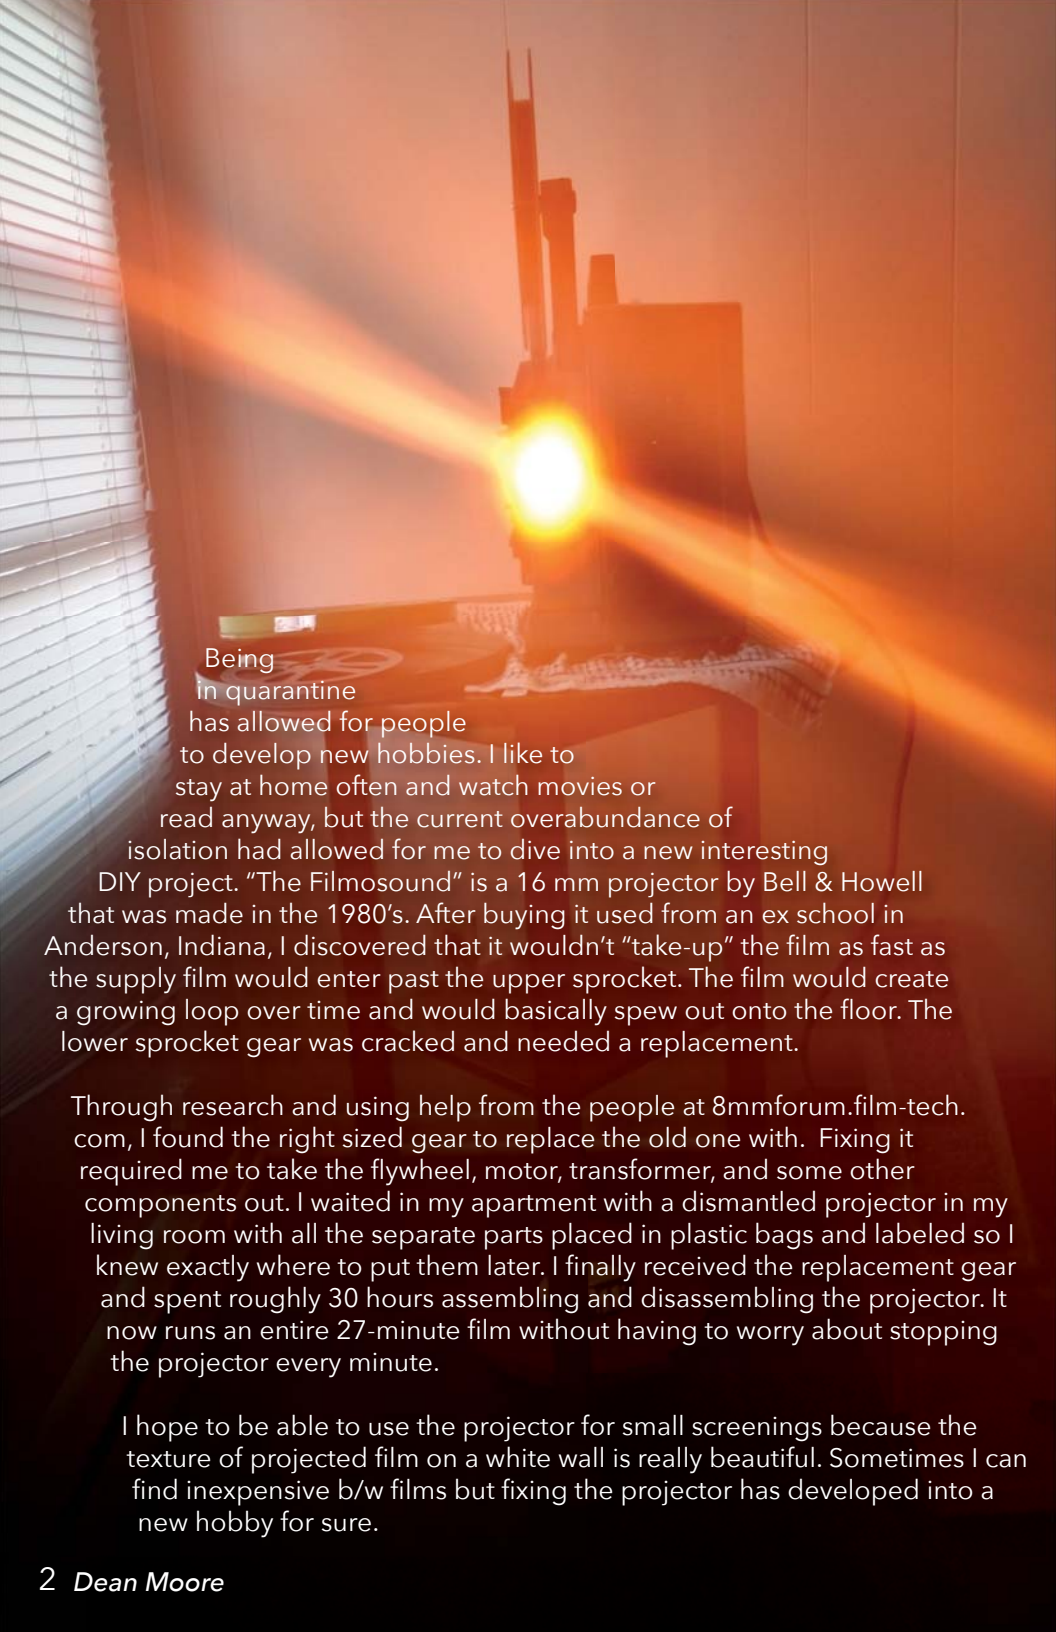 Being
in quarantine
has allowed for people
to develop new hobbies. I like to
stay at home often and watch movies or
read anyway, but the current overabundance of
isolation had allowed for me to dive into a new interesting
DIY project. “The Filmosound” is a 16 mm projector by Bell & Howell
that was made in the 1980’s. After buying it used from an ex school in
Anderson, Indiana, I discovered that it wouldn’t “take-up” the film as fast as
the supply film would enter past the upper sprocket. The film would create
a growing loop over time and would basically spew out onto the floor. The
lower sprocket gear was cracked and needed a replacement.
Through research and using help from the people at 8mmforum.film-tech.
com, I found the right sized gear to replace the old one with.  Fixing it
required me to take the flywheel, motor, transformer, and some other
components out. I waited in my apartment with a dismantled projector in my
living room with all the separate parts placed in plastic bags and labeled so I
knew exactly where to put them later. I finally received the replacement gear
and spent roughly 30 hours assembling and disassembling the projector. It
now runs an entire 27-minute film without having to worry about stopping
the projector every minute.
I hope to be able to use the projector for small screenings because the
texture of projected film on a white wall is really beautiful. Sometimes I can
find inexpensive b/w films but fixing the projector has developed into a
new hobby for sure.
2 Dean Moore